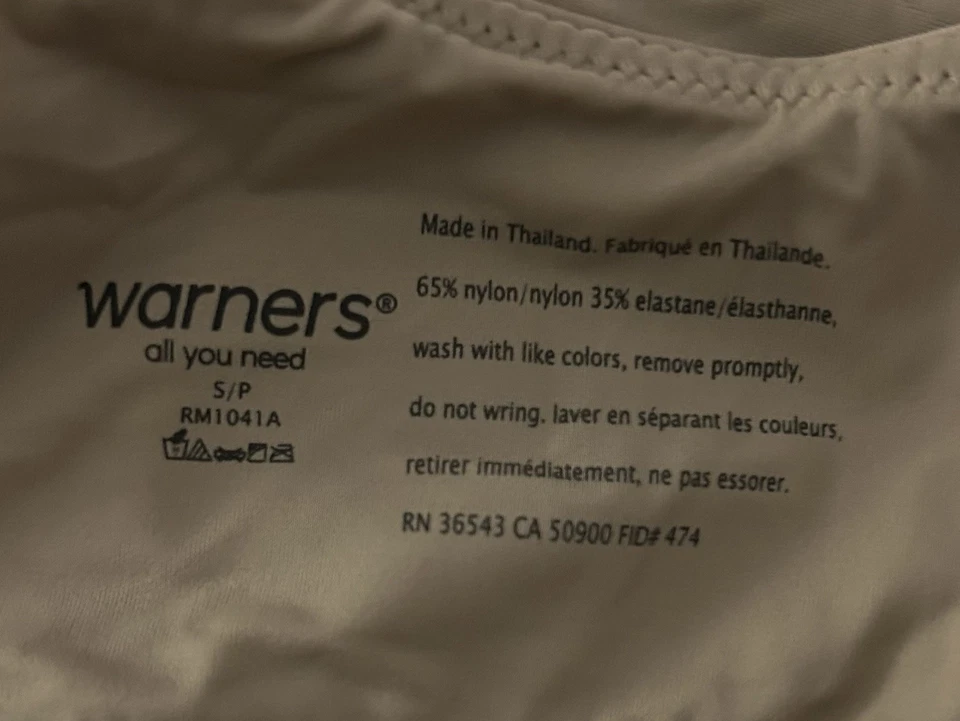 warners®
all you need
S/P
RM1041A
Made in Thailand. Fabriqué en Thaïlande.
65% nylon/nylon 35% elastane/élasthanne,
wash with like colors, remove promptly,
do not wring. laver en séparant les couleurs,
retirer immédiatement, ne pas essorer.
RN 36543 CA 50900 FID# 474